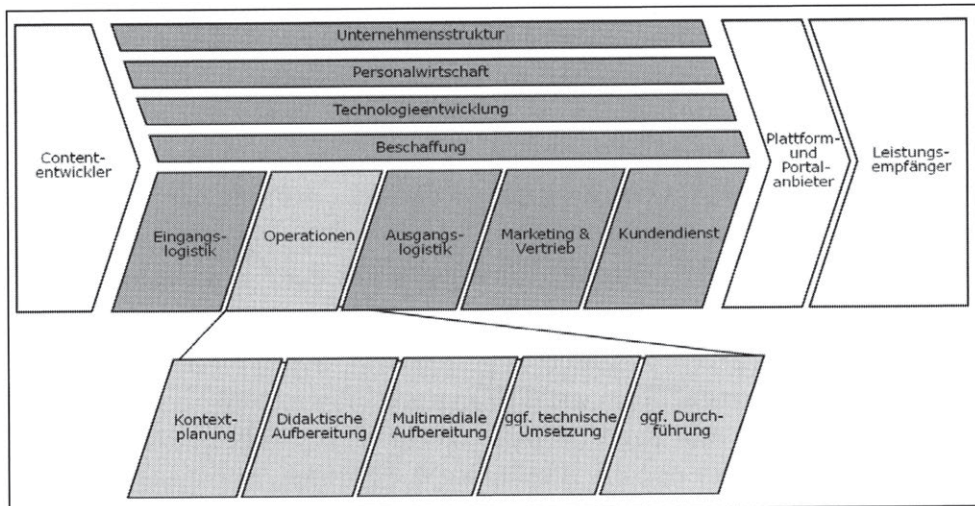 Unternehmensstruktur
Personalwirtschaft
Technologieentwicklung
Beschaffung
Content-
entwickler
Eingangs-
logistik
Operationen
Ausgangs-
logistik
Marketing &
Vertrieb
Kundendienst
Plattform-
und
Portal-
anbieter
Leistungs-
empfänger
Kontext-
planung
Didaktische
Aufbereitung
Multimediale
Aufbereitung
ggf. technische
Umsetzung
ggf. Durch-
führung